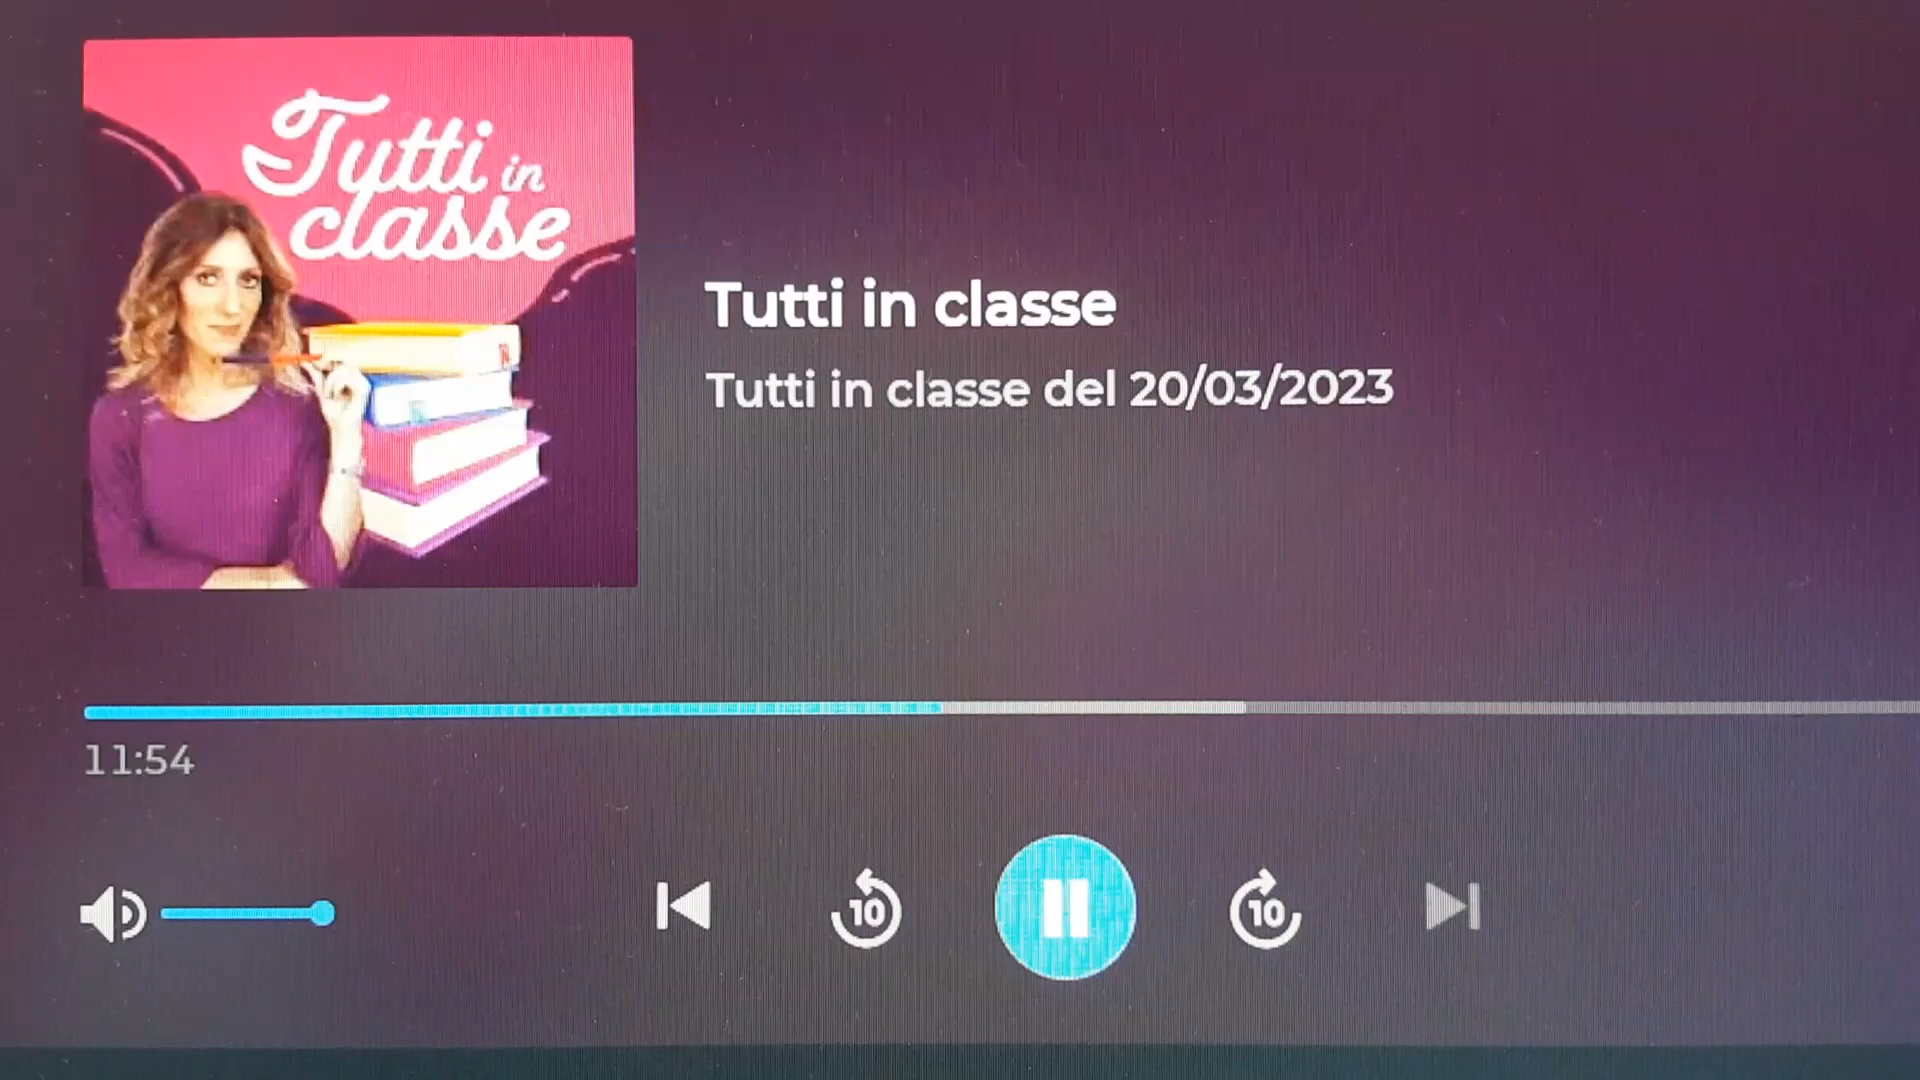 Tutti in
classe
Tutti in classe
Tutti in classe del 20/03/2023
11:54
10
10